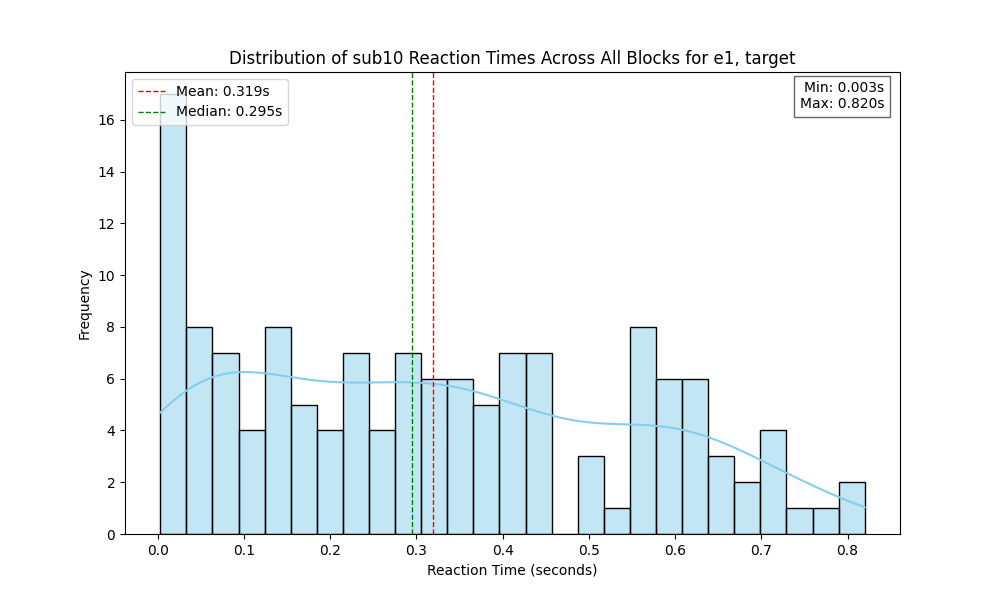 Distribution of sub10 Reaction Times Across All Blocks for e1, target
Mean: 0.319s
Median: 0.295s
Min: 0.003s
Max: 0.820s
Frequency
16
14
12
10
8
6
4
2
0
0.0 0.1 0.2 0.3 0.4 0.5 0.6 0.7 0.8
Reaction Time (seconds)